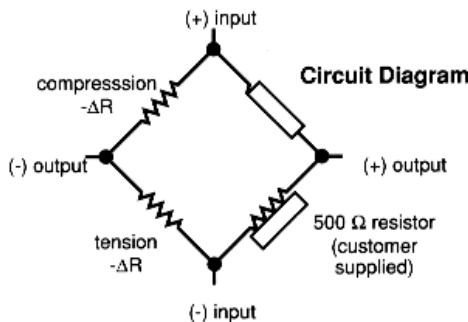 (+) input
Circuit Diagram
compresssion
-ΔR
(-) output
(+) output
tension
-ΔR
500 Ω resistor
(customer
supplied)
(-) input